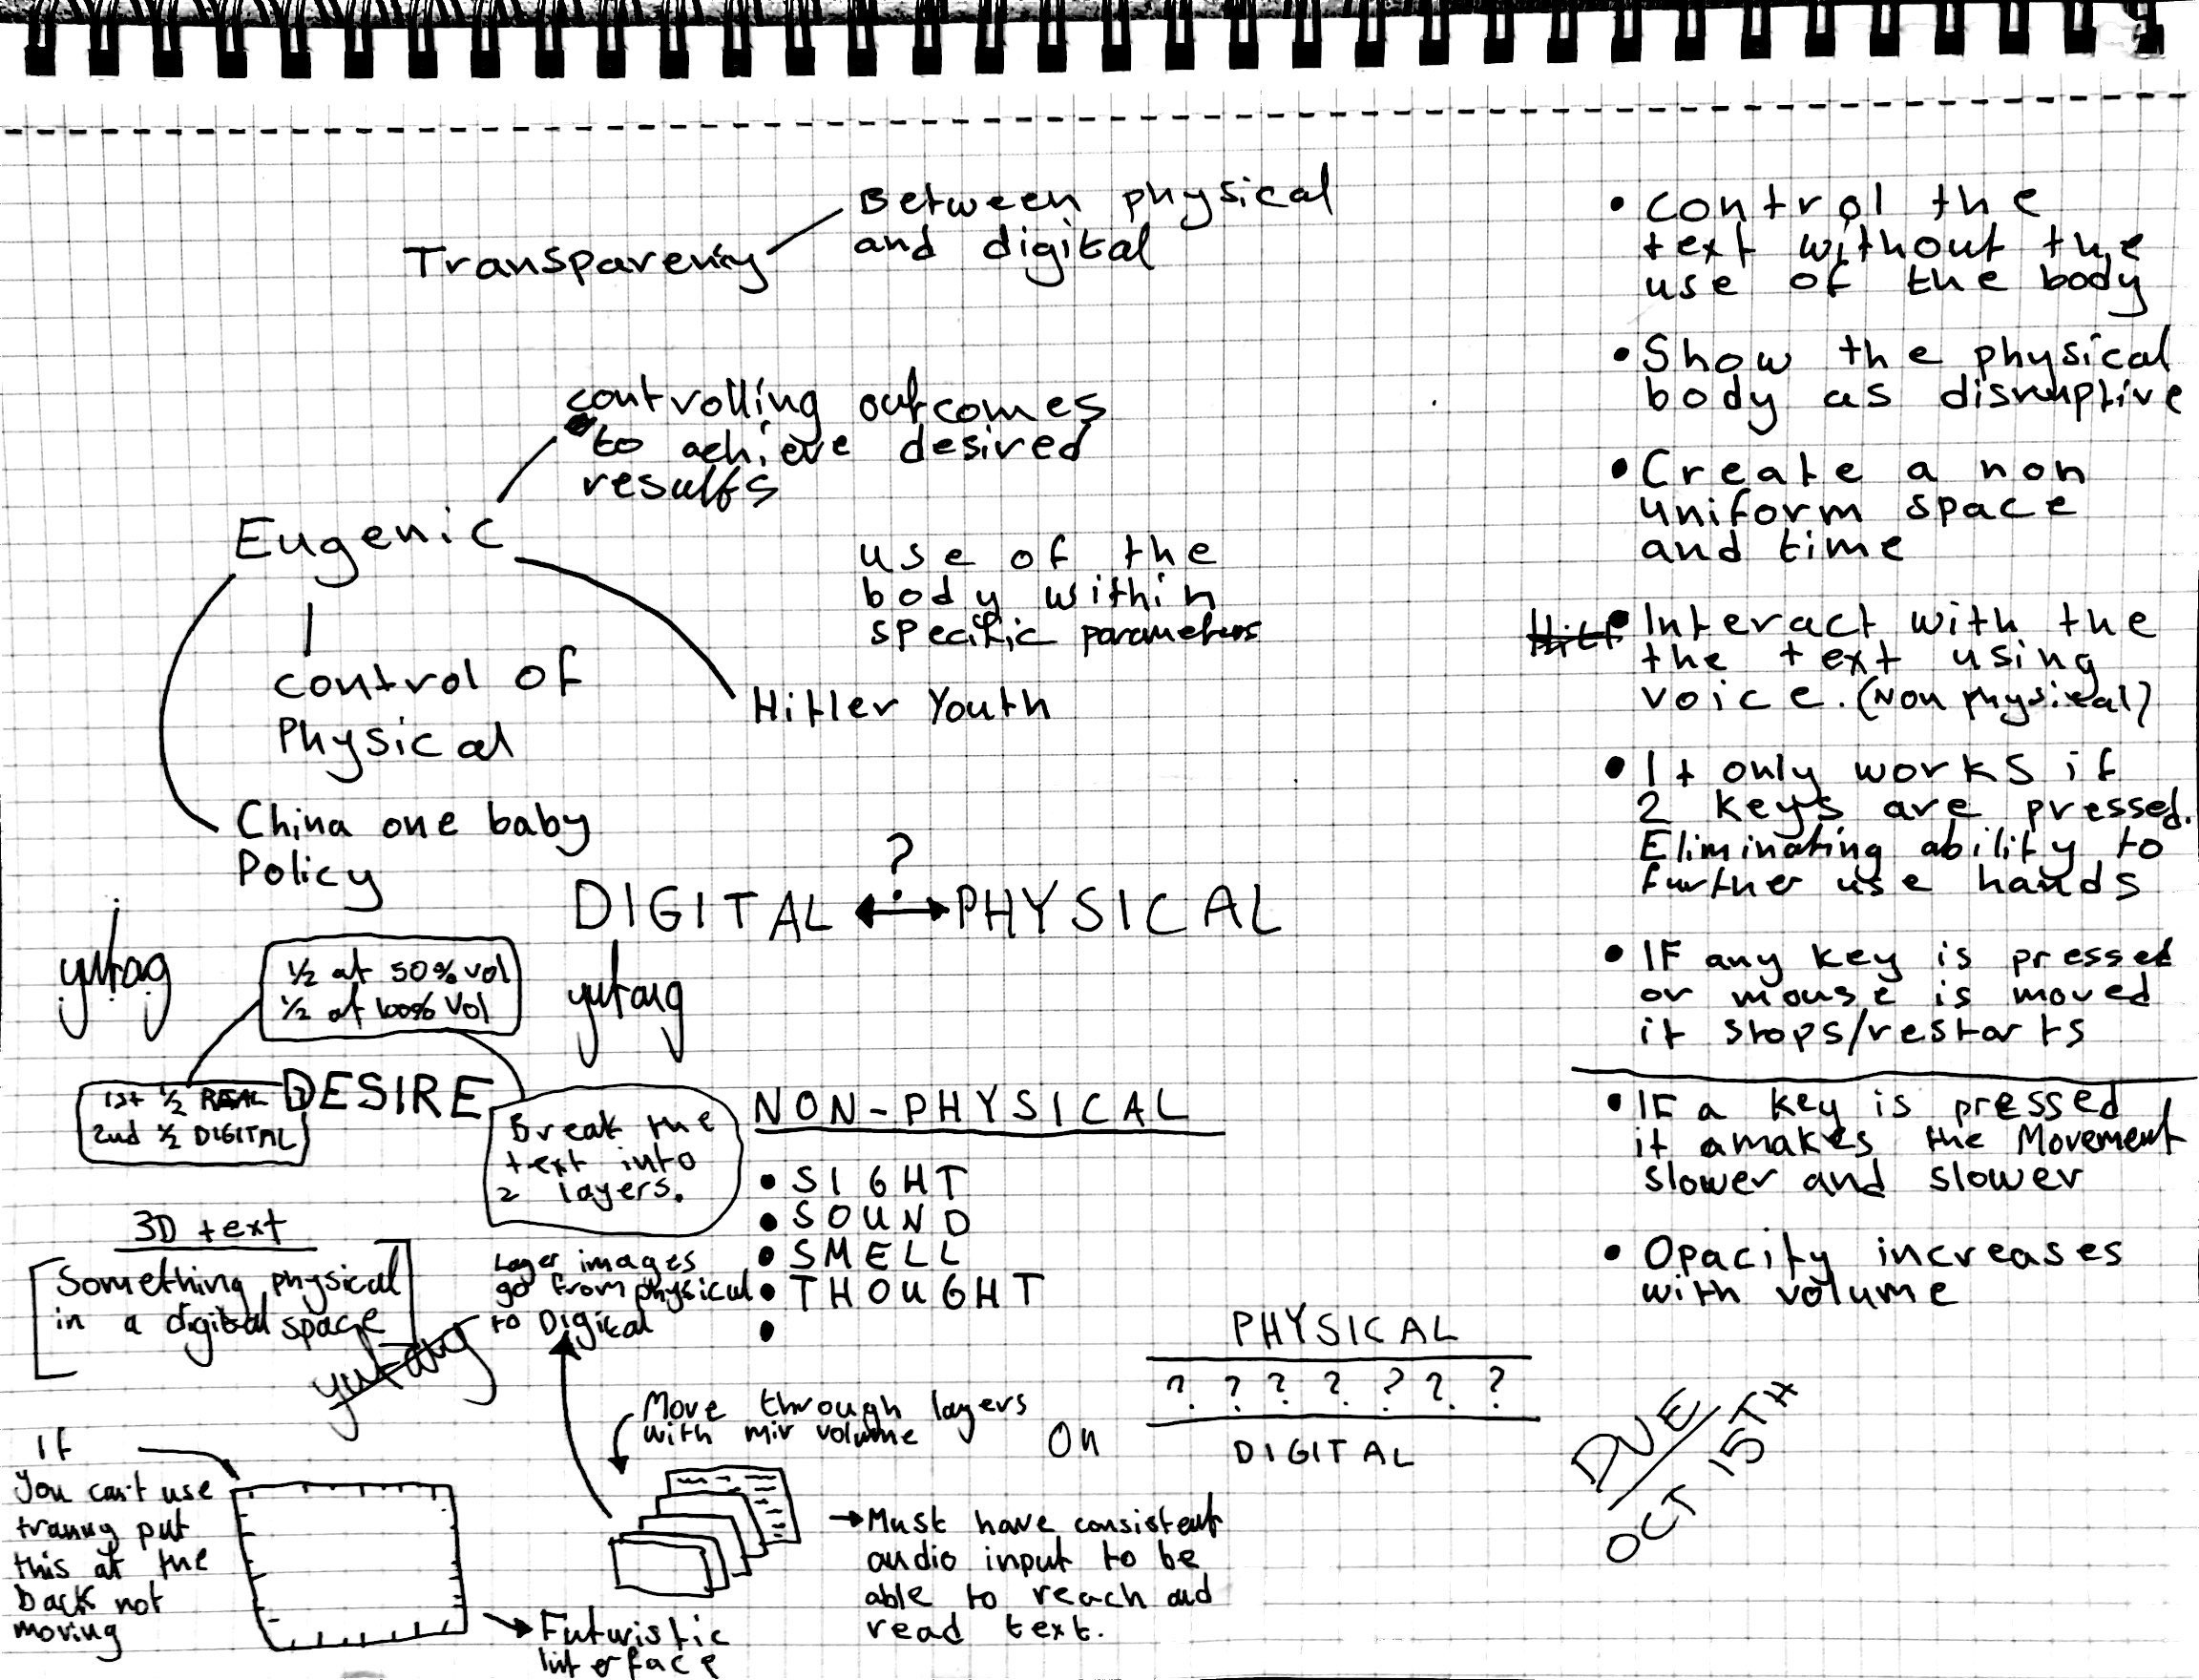 Transparency
Between physical
and digital
controlling outcomes
to achieve desired
results
Eugenic
use of the
body within
specific parameters
control of
Physical
Hitler Youth
China one baby
Policy
?
DIGITAL ↔ PHYSICAL
½ at 50% vol
½ at 100% Vol
1st ½ REAL
2nd ½ DIGITAL
DESIRE
Break the
text into
2 layers.
NON-PHYSICAL
• SIGHT
• SOUND
• SMELL
• THOUGHT
•
3D text
Something physical
in a digital space
Layer images
go from physical
to Digital
Move through layers
with mic volume
On
PHYSICAL
? ? ? ? ? ? ?
DIGITAL
If
You can't use
put
this at the
back not
moving
→ Futuristic
Interface
→ Must have consistent
audio input to be
able to reach and
read text.
• control the
text without the
use of the body
• Show the physical
body as disruptive
• Create a non
uniform space
and time
• Interact with the
the text using
voice. (Non physical)
• It only works if
2 keys are pressed.
Eliminating ability to
further use hands
• IF any key is pressed
or mouse is moved
it stops/restarts
• IF a key is pressed
it amakes the Movement
slower and slower
• Opacity increases
with volume
DUE
OCT 15TH